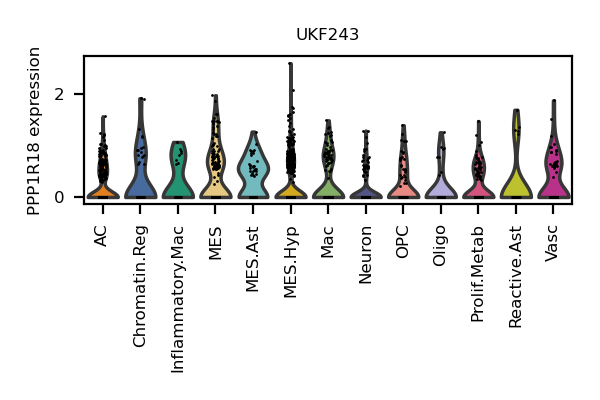 UKF243
PPP1R18 expression
2
0
AC
Chromatin.Reg
Inflammatory.Mac
MES
MES.Ast
MES.Hyp
Mac
Neuron
OPC
Oligo
Prolif.Metab
Reactive.Ast
Vasc